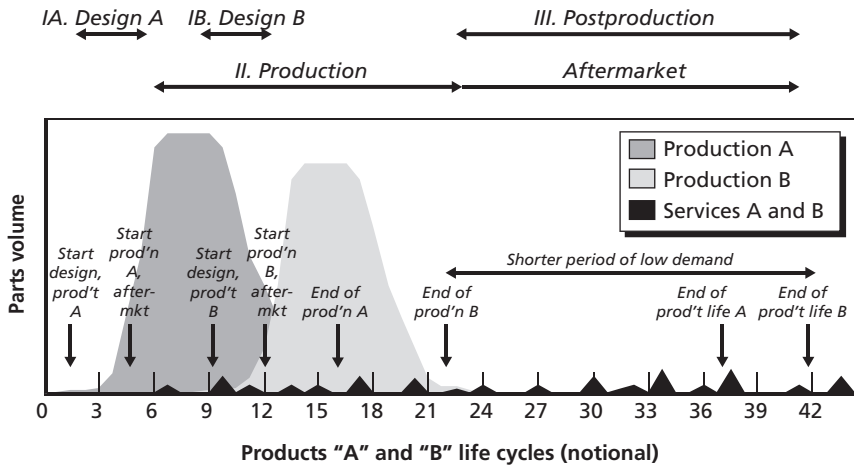 IA. Design A
IB. Design B
III. Postproduction
II. Production
Aftermarket
Production A
Production B
Services A and B
Parts volume
Start
design,
prod't
A
Start
prod'n
A,
after-
mkt
Start
design,
prod't
B
Start
prod'n
B,
after-
mkt
End of
prod'n A
End of
prod'n B
Shorter period of low demand
End of
prod't life A
End of
prod't life B
0 3 6 9 12 15 18 21 24 27 30 33 36 39 42
Products “A” and “B” life cycles (notional)